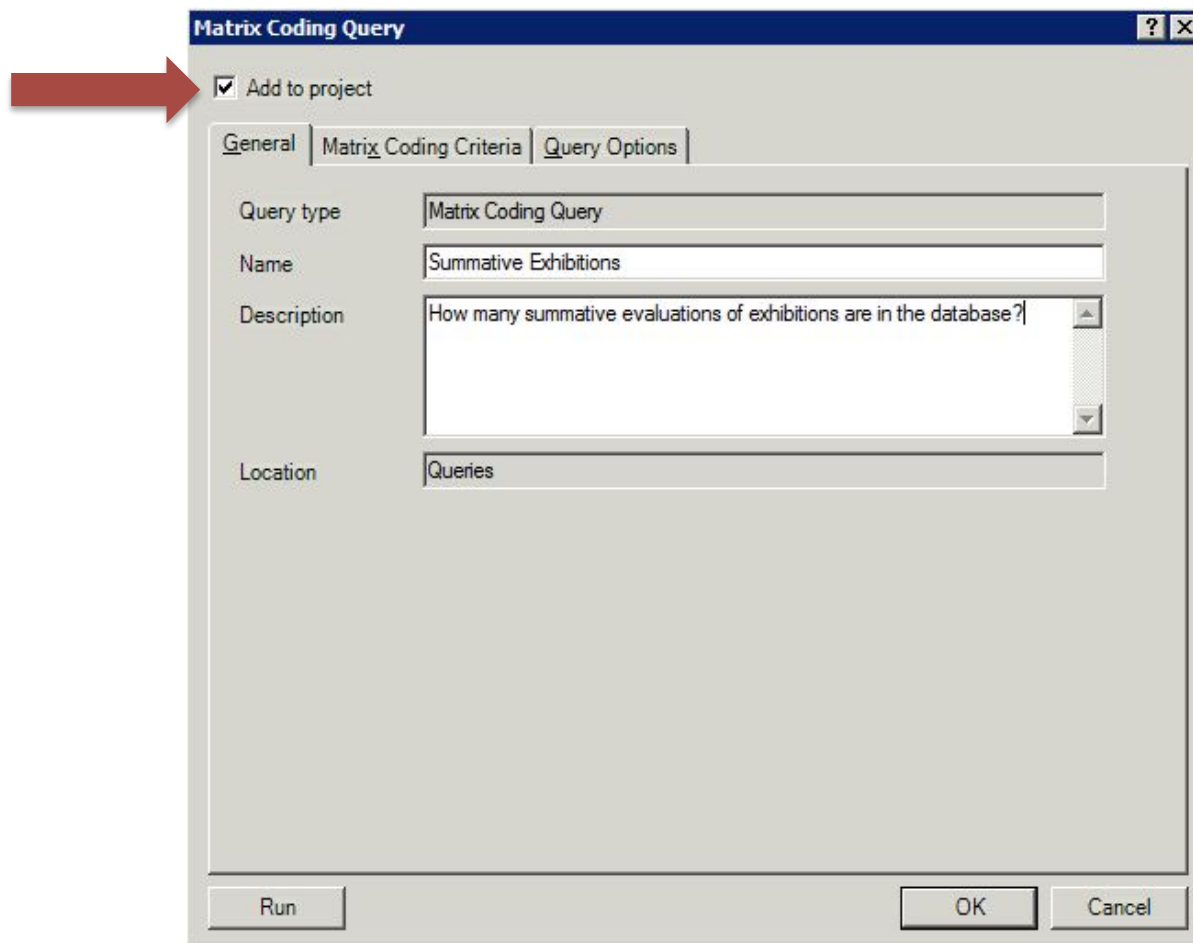 Matrix Coding Query
Add to project
General Matrix Coding Criteria Query Options
Query type Matrix Coding Query
Name Summative Exhibitions
Description How many summative evaluations of exhibitions are in the database?
Location Queries
Run OK Cancel